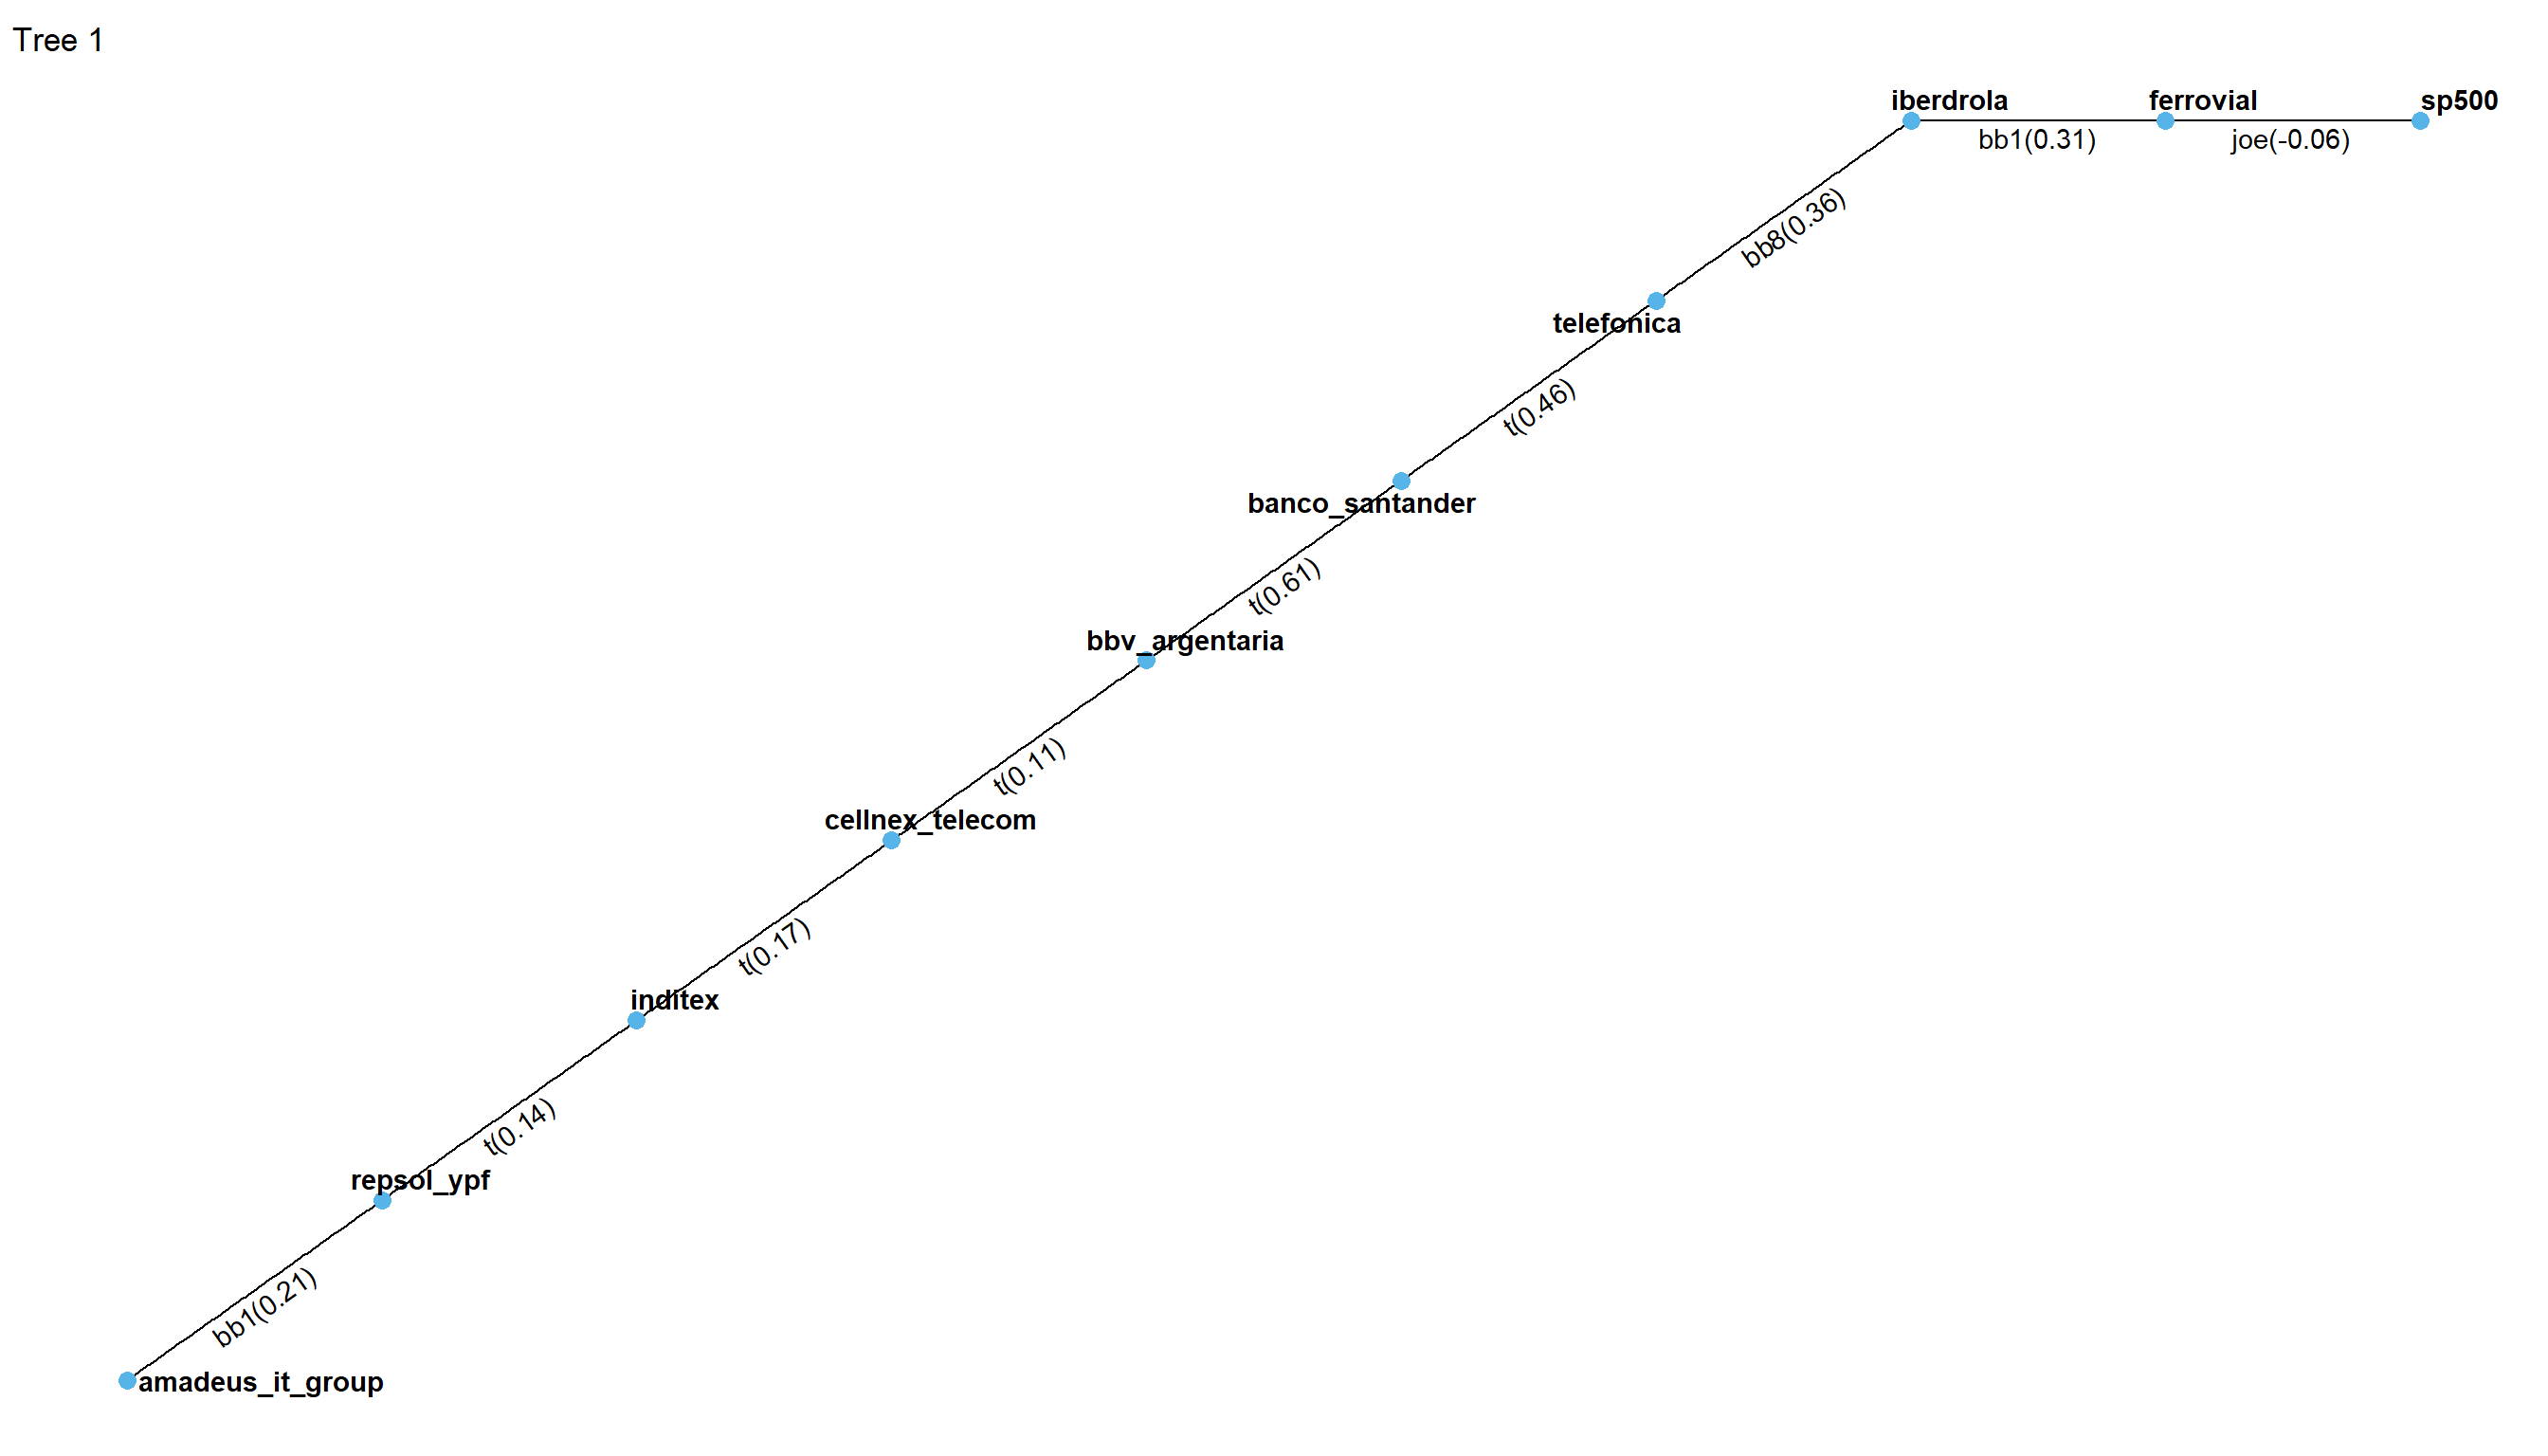 Tree 1
iberdrola
ferrovial
sp500
bb1(0.31)
joe(-0.06)
bb8(0.36)
telefonica
t(0.46)
banco_santander
t(0.61)
bbv_argentaria
t(0.11)
cellnex_telecom
t(0.17)
inditex
t(0.14)
repsol_ypf
bb1(0.21)
amadeus_it_group